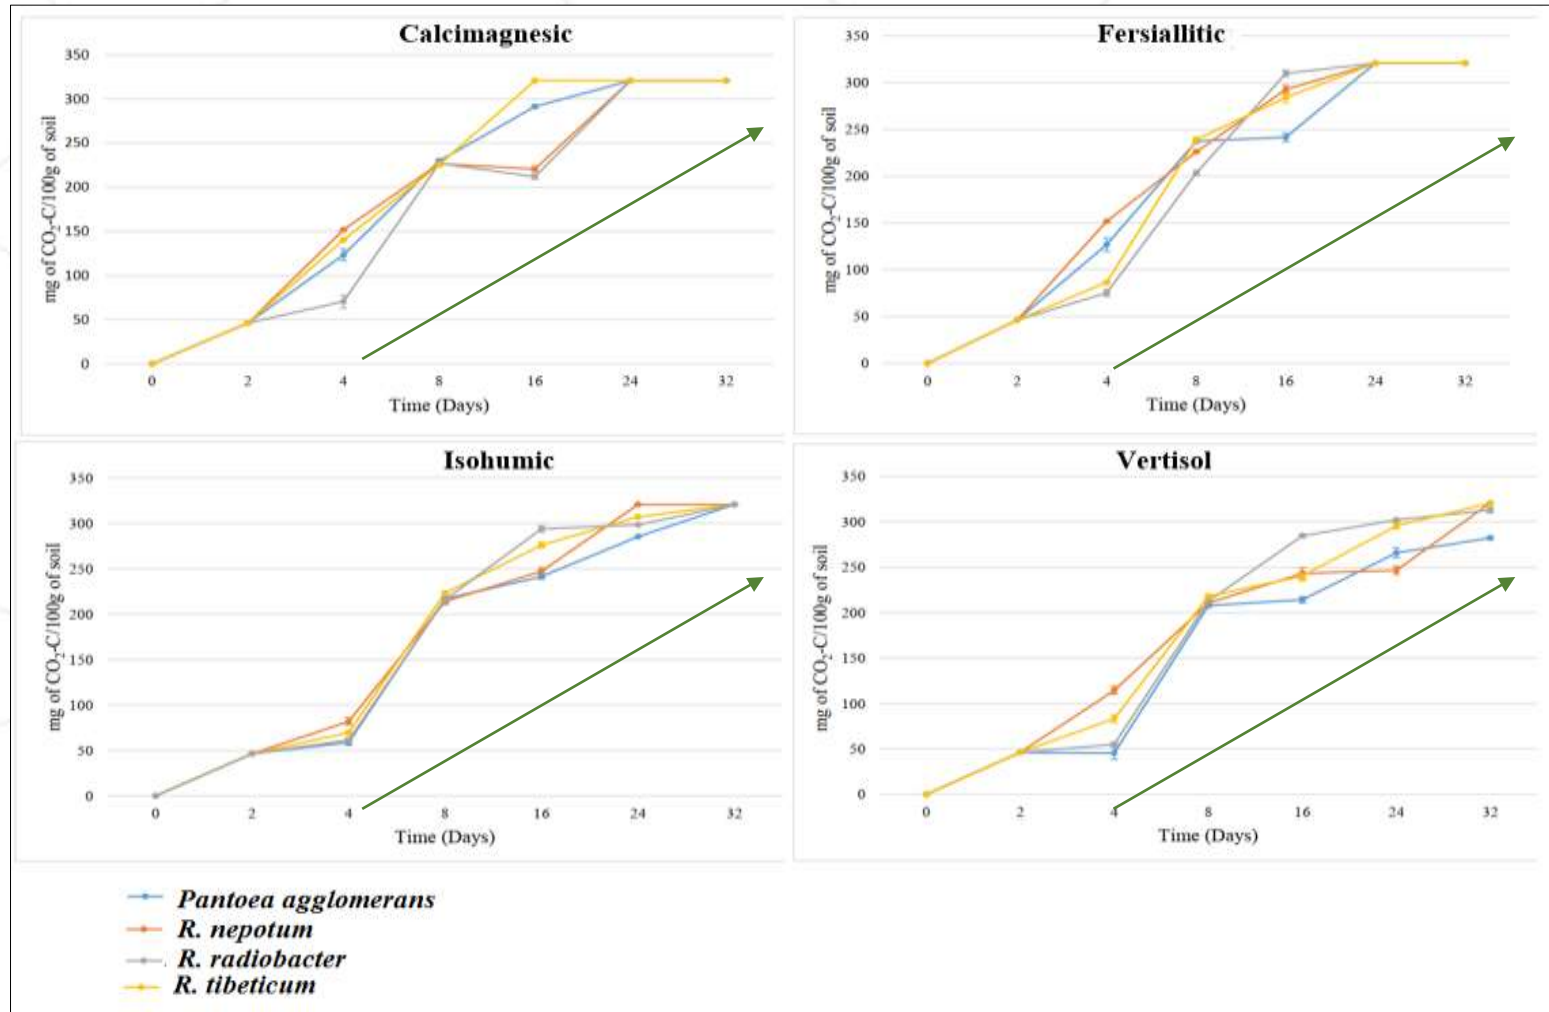 Calcimagnesic
mg of CO2-C/100g of soil
350
300
250
200
150
100
50
0
0 2 4 8 16 24 32
Time (Days)
Fersiallitic
mg of CO2-C/100g of soil
350
300
250
200
150
100
50
0
0 2 4 8 16 24 32
Time (Days)
Isohumic
mg of CO2-C/100g of soil
350
300
250
200
150
100
50
0
0 2 4 8 16 24 32
Time (Days)
Vertisol
mg of CO2-C/100g of soil
350
300
250
200
150
100
50
0
0 2 4 8 16 24 32
Time (Days)
Pantoea agglomerans
R. nepotum
R. radiobacter
R. tibeticum